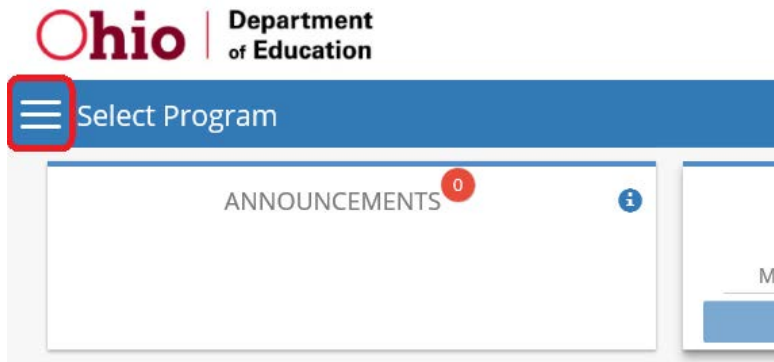 Ohio Department
of Education
Select Program
ANNOUNCEMENTS 0
M